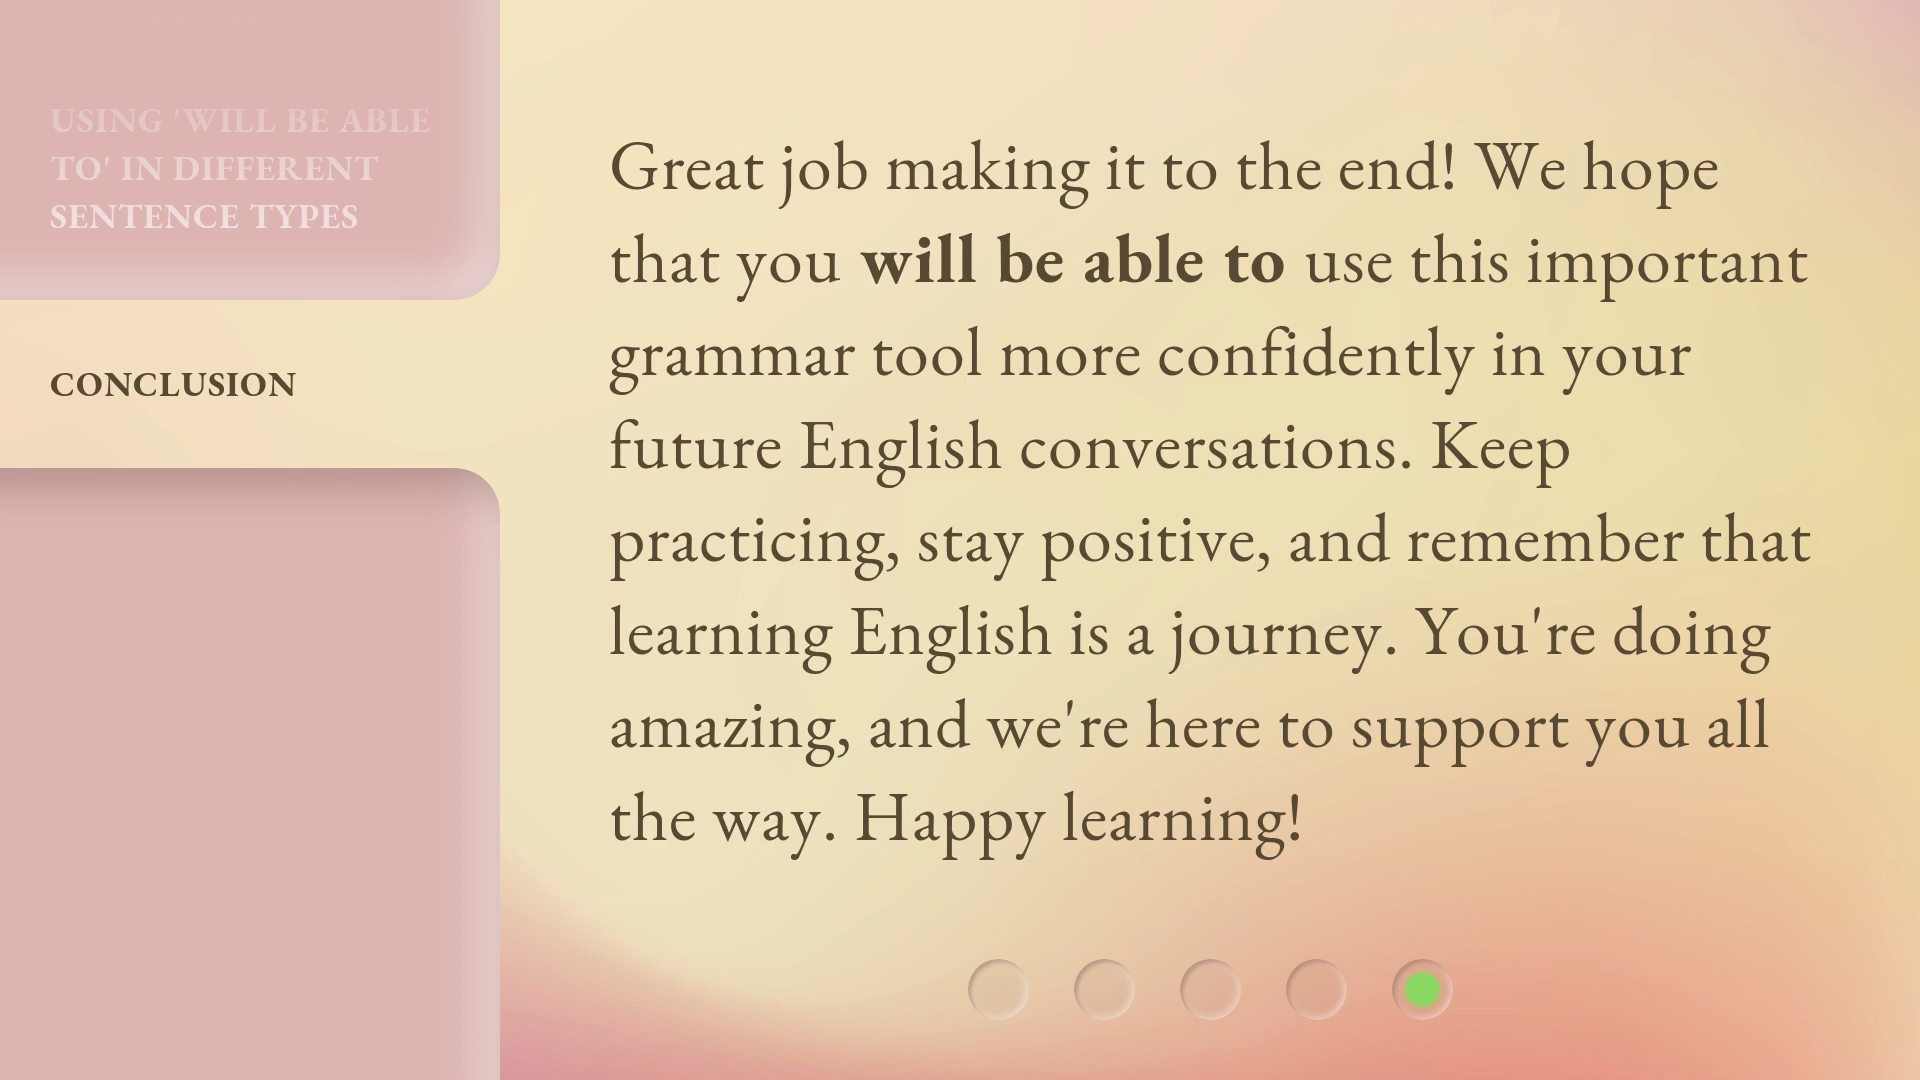 USING 'WILL BE ABLE
TO' IN DIFFERENT
SENTENCE TYPES
CONCLUSION
Great job making it to the end! We hope
that you will be able to use this important
grammar tool more confidently in your
future English conversations. Keep
practicing, stay positive, and remember that
learning English is a journey. You're doing
amazing, and we're here to support you all
the way. Happy learning!